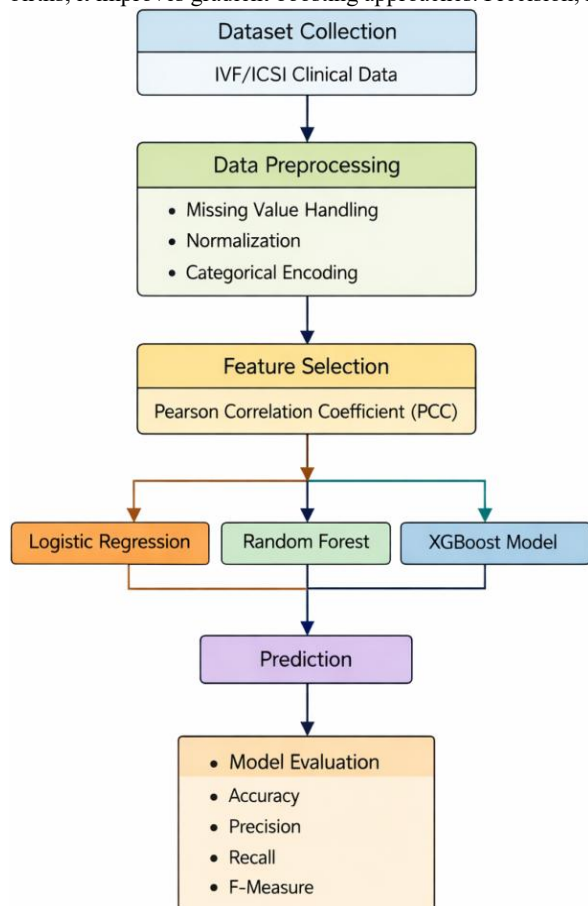 Dataset Collection
IVF/ICSI Clinical Data
Data Preprocessing
• Missing Value Handling
• Normalization
• Categorical Encoding
Feature Selection
Pearson Correlation Coefficient (PCC)
Logistic Regression
Random Forest
XGBoost Model
Prediction
• Model Evaluation
• Accuracy
• Precision
• Recall
• F-Measure